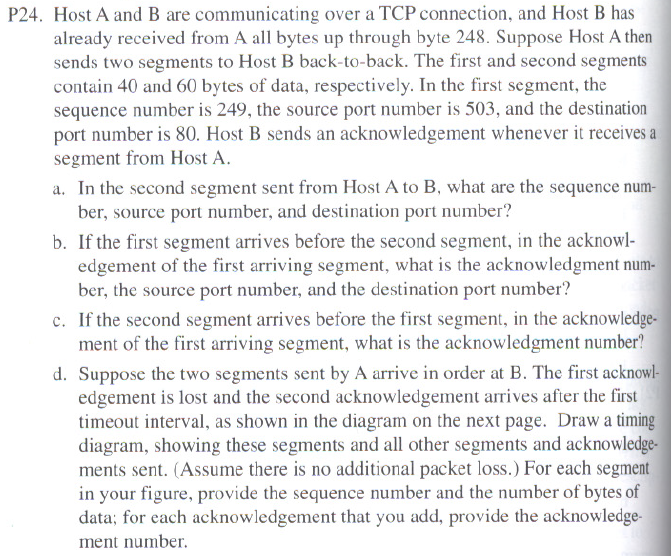 P24. Host A and B are communicating over a TCP connection, and Host B has
already received from A all bytes up through byte 248. Suppose Host A then
sends two segments to Host B back-to-back. The first and second segments
contain 40 and 60 bytes of data, respectively. In the first segment, the
sequence number is 249, the source port number is 503, and the destination
port number is 80. Host B sends an acknowledgement whenever it receives a
segment from Host A.
a. In the second segment sent from Host A to B, what are the sequence num-
ber, source port number, and destination port number?
b. If the first segment arrives before the second segment, in the acknowl-
edgement of the first arriving segment, what is the acknowledgment num-
ber, the source port number, and the destination port number?
c. If the second segment arrives before the first segment, in the acknowledge-
ment of the first arriving segment, what is the acknowledgment number?
d. Suppose the two segments sent by A arrive in order at B. The first acknowl-
edgement is lost and the second acknowledgement arrives after the first
timeout interval, as shown in the diagram on the next page. Draw a timing
diagram, showing these segments and all other segments and acknowledge-
ments sent. (Assume there is no additional packet loss.) For each segment
in your figure, provide the sequence number and the number of bytes of
data; for each acknowledgement that you add, provide the acknowledge-
ment number.